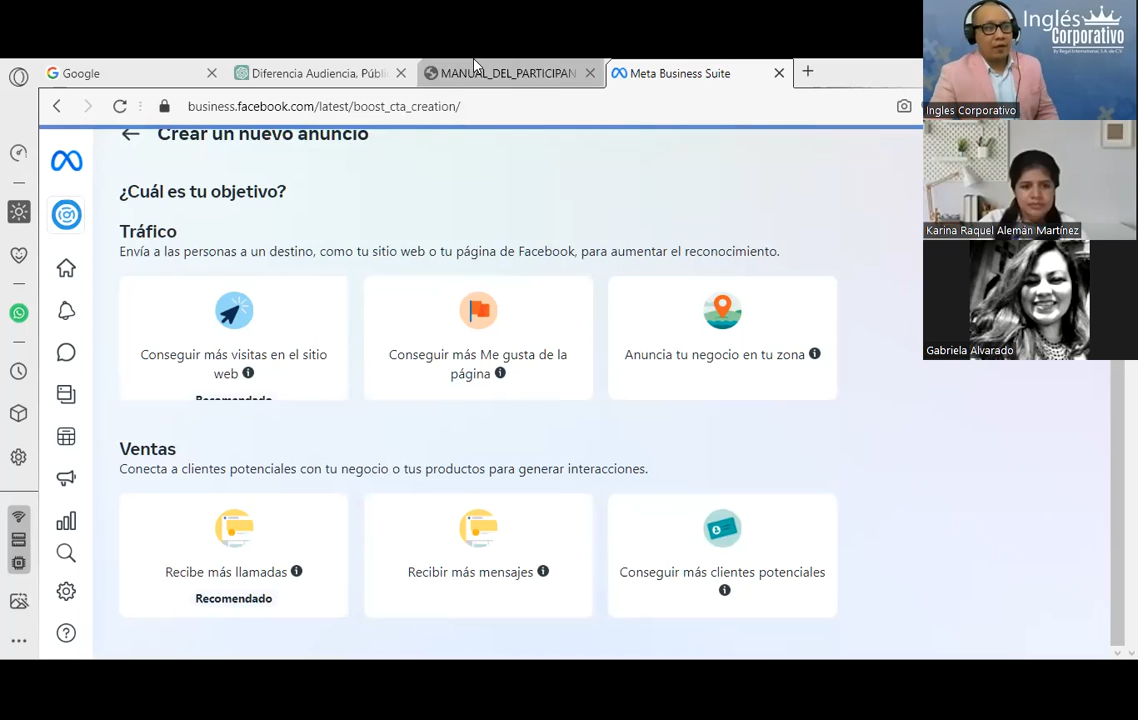 Google
Diferencia Audiencia, Públi
MANUAL_DEL_PARTICIPAN
Meta Business Suite
business.facebook.com/latest/boost_cta_creation/
Crear un nuevo anuncio
¿Cuál es tu objetivo?
Tráfico
Envía a las personas a un destino, como tu sitio web o tu página de Facebook, para aumentar el reconocimiento.
Conseguir más visitas en el sitio
web
Recomendado
Conseguir más Me gusta de la
página
Anuncia tu negocio en tu zona
Ventas
Conecta a clientes potenciales con tu negocio o tus productos para generar interacciones.
Recibe más llamadas
Recomendado
Recibir más mensajes
Conseguir más clientes potenciales
Inglés
Corporativo
Ingles Corporativo
Karina Raquel Alemán Martínez
Gabriela Alvarado